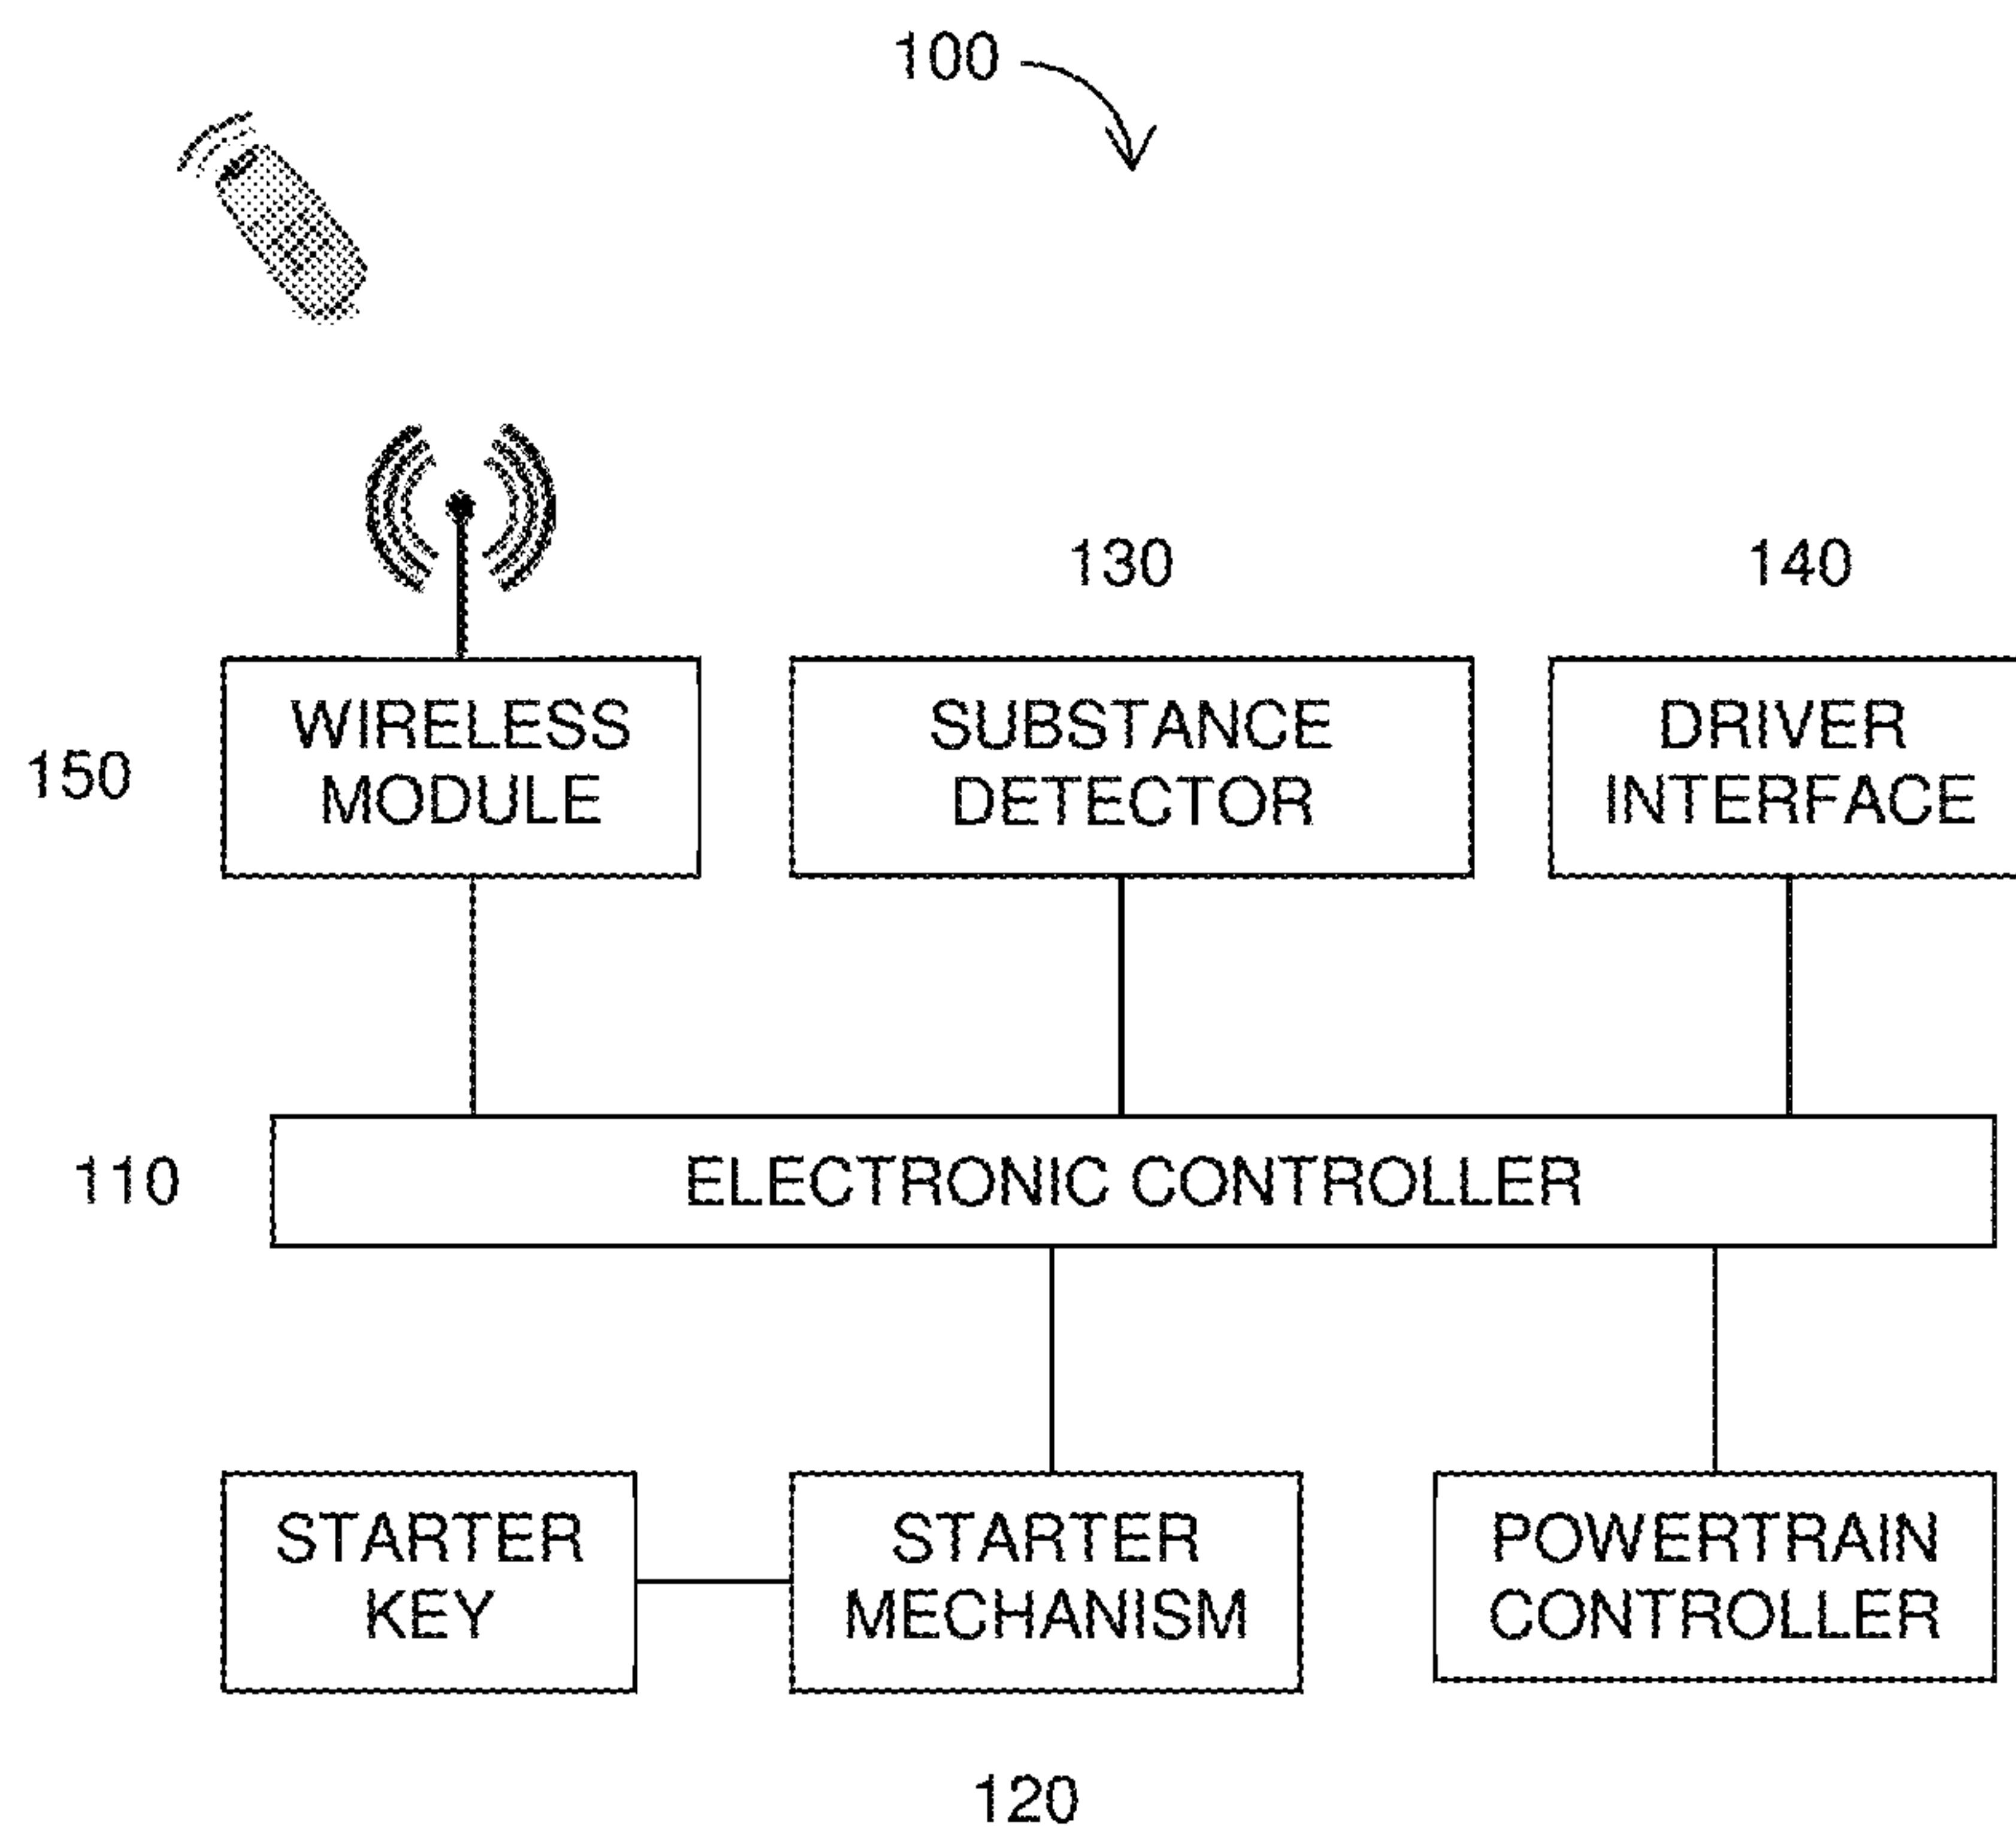 100
130
140
150
WIRELESS
MODULE
SUBSTANCE
DETECTOR
DRIVER
INTERFACE
110
ELECTRONIC CONTROLLER
STARTER
KEY
STARTER
MECHANISM
POWERTRAIN
CONTROLLER
120